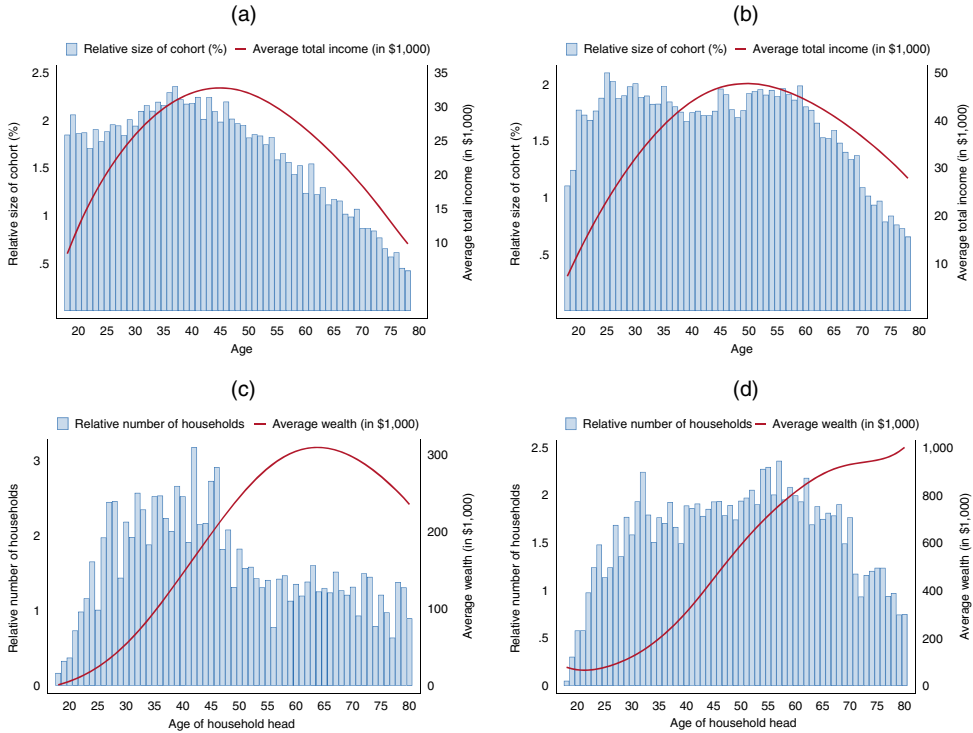 (a)
Relative size of cohort (%) Average total income (in $1,000)
2.5
2
1.5
1
.5
Relative size of cohort (%)
35
30
25
20
15
10
Average total income (in $1,000)
20 25 30 35 40 45 50 55 60 65 70 75 80
Age
(b)
Relative size of cohort (%) Average total income (in $1,000)
2
1.5
1
.5
Relative size of cohort (%)
50
40
30
20
10
Average total income (in $1,000)
20 25 30 35 40 45 50 55 60 65 70 75 80
Age
(c)
Relative number of households Average wealth (in $1,000)
3
2
1
0
Relative number of households
300
200
100
0
Average wealth (in $1,000)
20 25 30 35 40 45 50 55 60 65 70 75 80
Age of household head
(d)
Relative number of households Average wealth (in $1,000)
2.5
2
1.5
1
.5
0
Relative number of households
1,000
800
600
400
200
0
Average wealth (in $1,000)
20 25 30 35 40 45 50 55 60 65 70 75 80
Age of household head